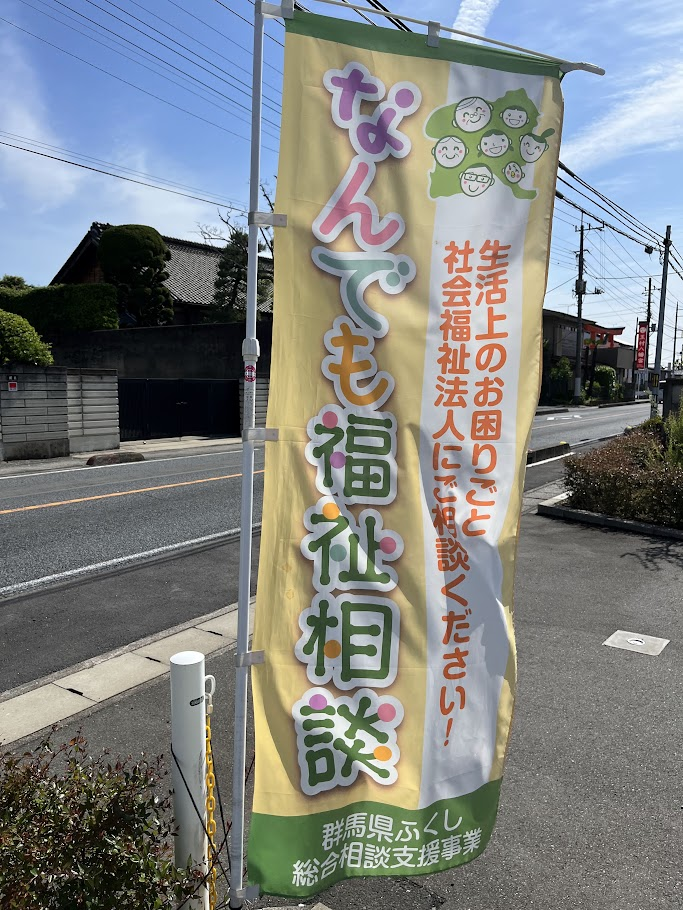 なんでも福祉相談
生活上のお困りごと
社会福祉法人にご相談ください！
群馬県ふくし
総合相談支援事業